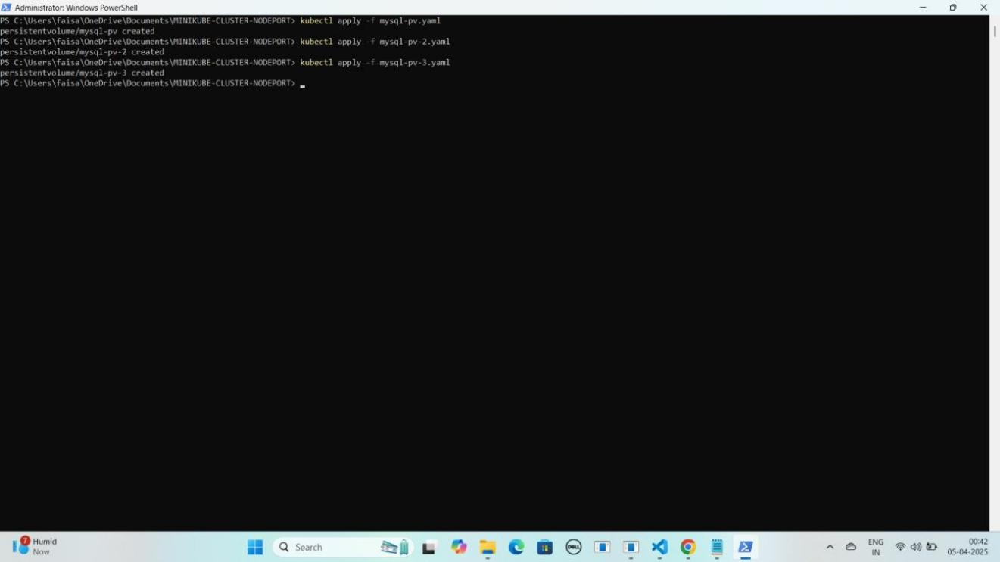 Administrator: Windows PowerShell
PS C:\Users\faisa\OneDrive\Documents\MINIKUBE-CLUSTER-NODEPORT> kubectl apply -f mysql-pv.yaml
persistentvolume/mysql-pv created
PS C:\Users\faisa\OneDrive\Documents\MINIKUBE-CLUSTER-NODEPORT> kubectl apply -f mysql-pv-2.yaml
persistentvolume/mysql-pv-2 created
PS C:\Users\faisa\OneDrive\Documents\MINIKUBE-CLUSTER-NODEPORT> kubectl apply -f mysql-pv-3.yaml
persistentvolume/mysql-pv-3 created
PS C:\Users\faisa\OneDrive\Documents\MINIKUBE-CLUSTER-NODEPORT>
7
Humid
Now
Search
DELL
ENG
IN
00:42
05-04-2025